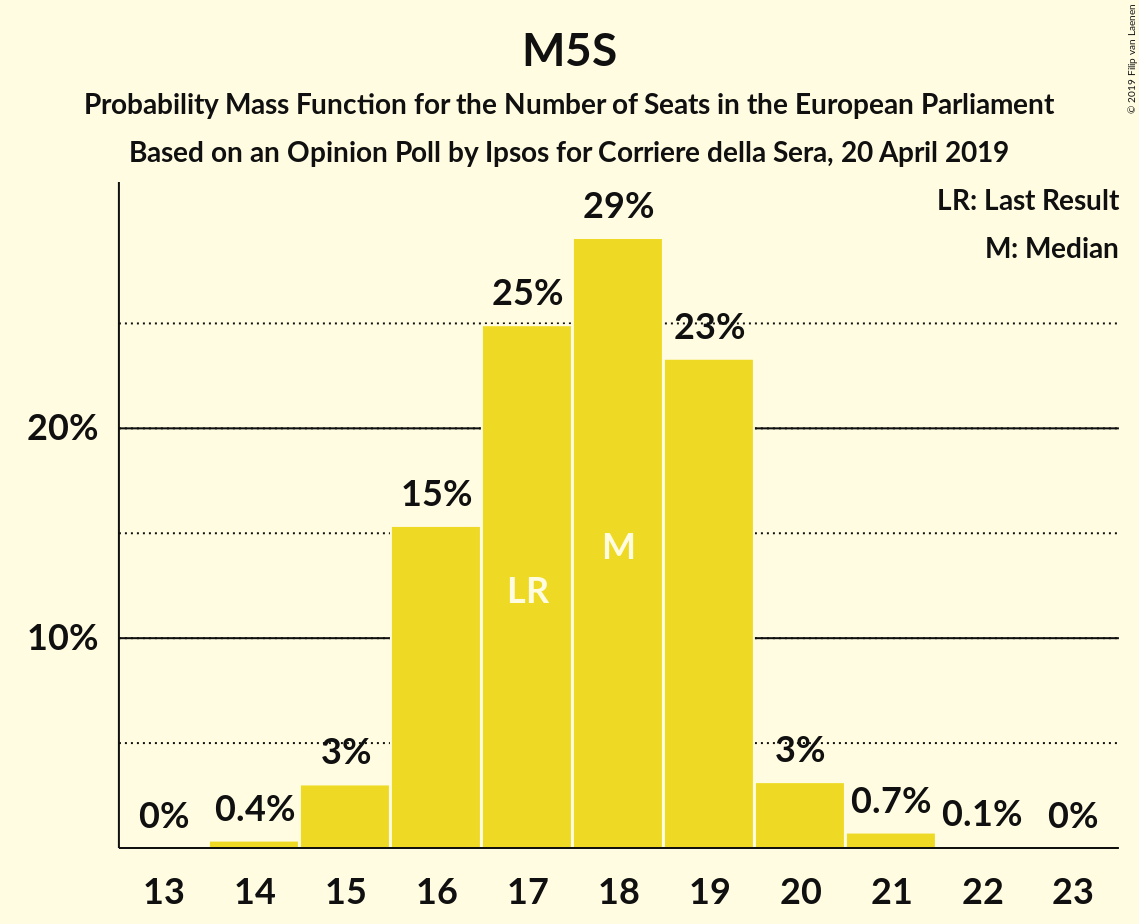 M5S
Probability Mass Function for the Number of Seats in the European Parliament
Based on an Opinion Poll by Ipsos for Corriere della Sera, 20 April 2019
© 2019 Filip van Laenen
LR: Last Result
M: Median
29%
25%
23%
20%
15%
M
LR
10%
3%
3%
0%
0.4%
0.7%
0.1%
0%
13 14 15 16 17 18 19 20 21 22 23